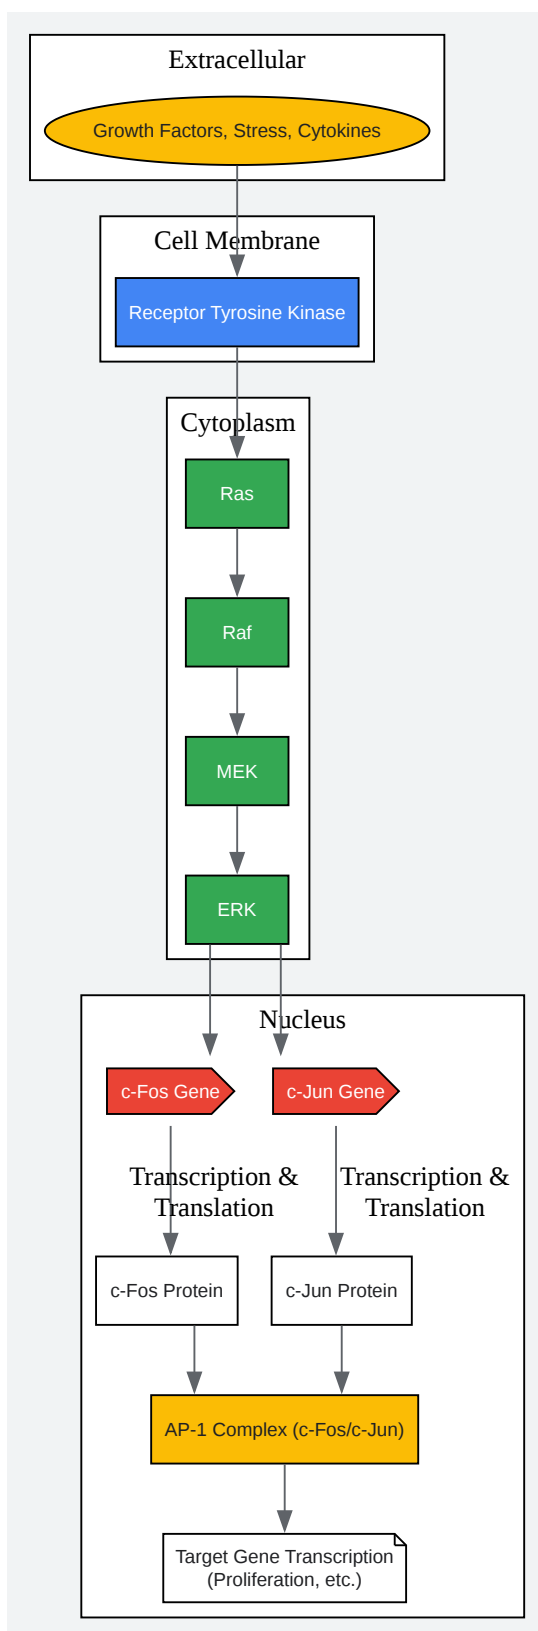 Extracellular
Growth Factors, Stress, Cytokines
Cell Membrane
Receptor Tyrosine Kinase
Cytoplasm
Ras
Raf
MEK
ERK
Nucleus
c-Fos Gene
c-Jun Gene
Transcription &
Translation
Transcription &
Translation
c-Fos Protein
c-Jun Protein
AP-1 Complex (c-Fos/c-Jun)
Target Gene Transcription
(Proliferation, etc.)